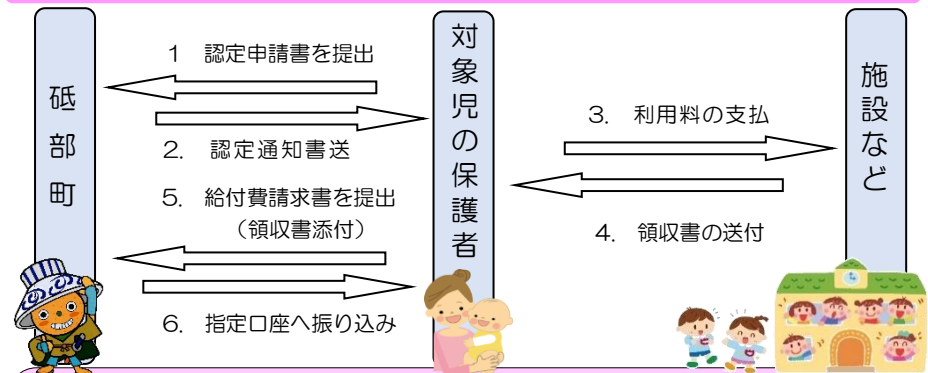 砥部町
1　認定申請書を提出
2.　認定通知書送
5.　給付費請求書を提出
（領収書添付）
6.　指定口座へ振り込み
対象児の保護者
3.　利用料の支払
4.　領収書の送付
施設など